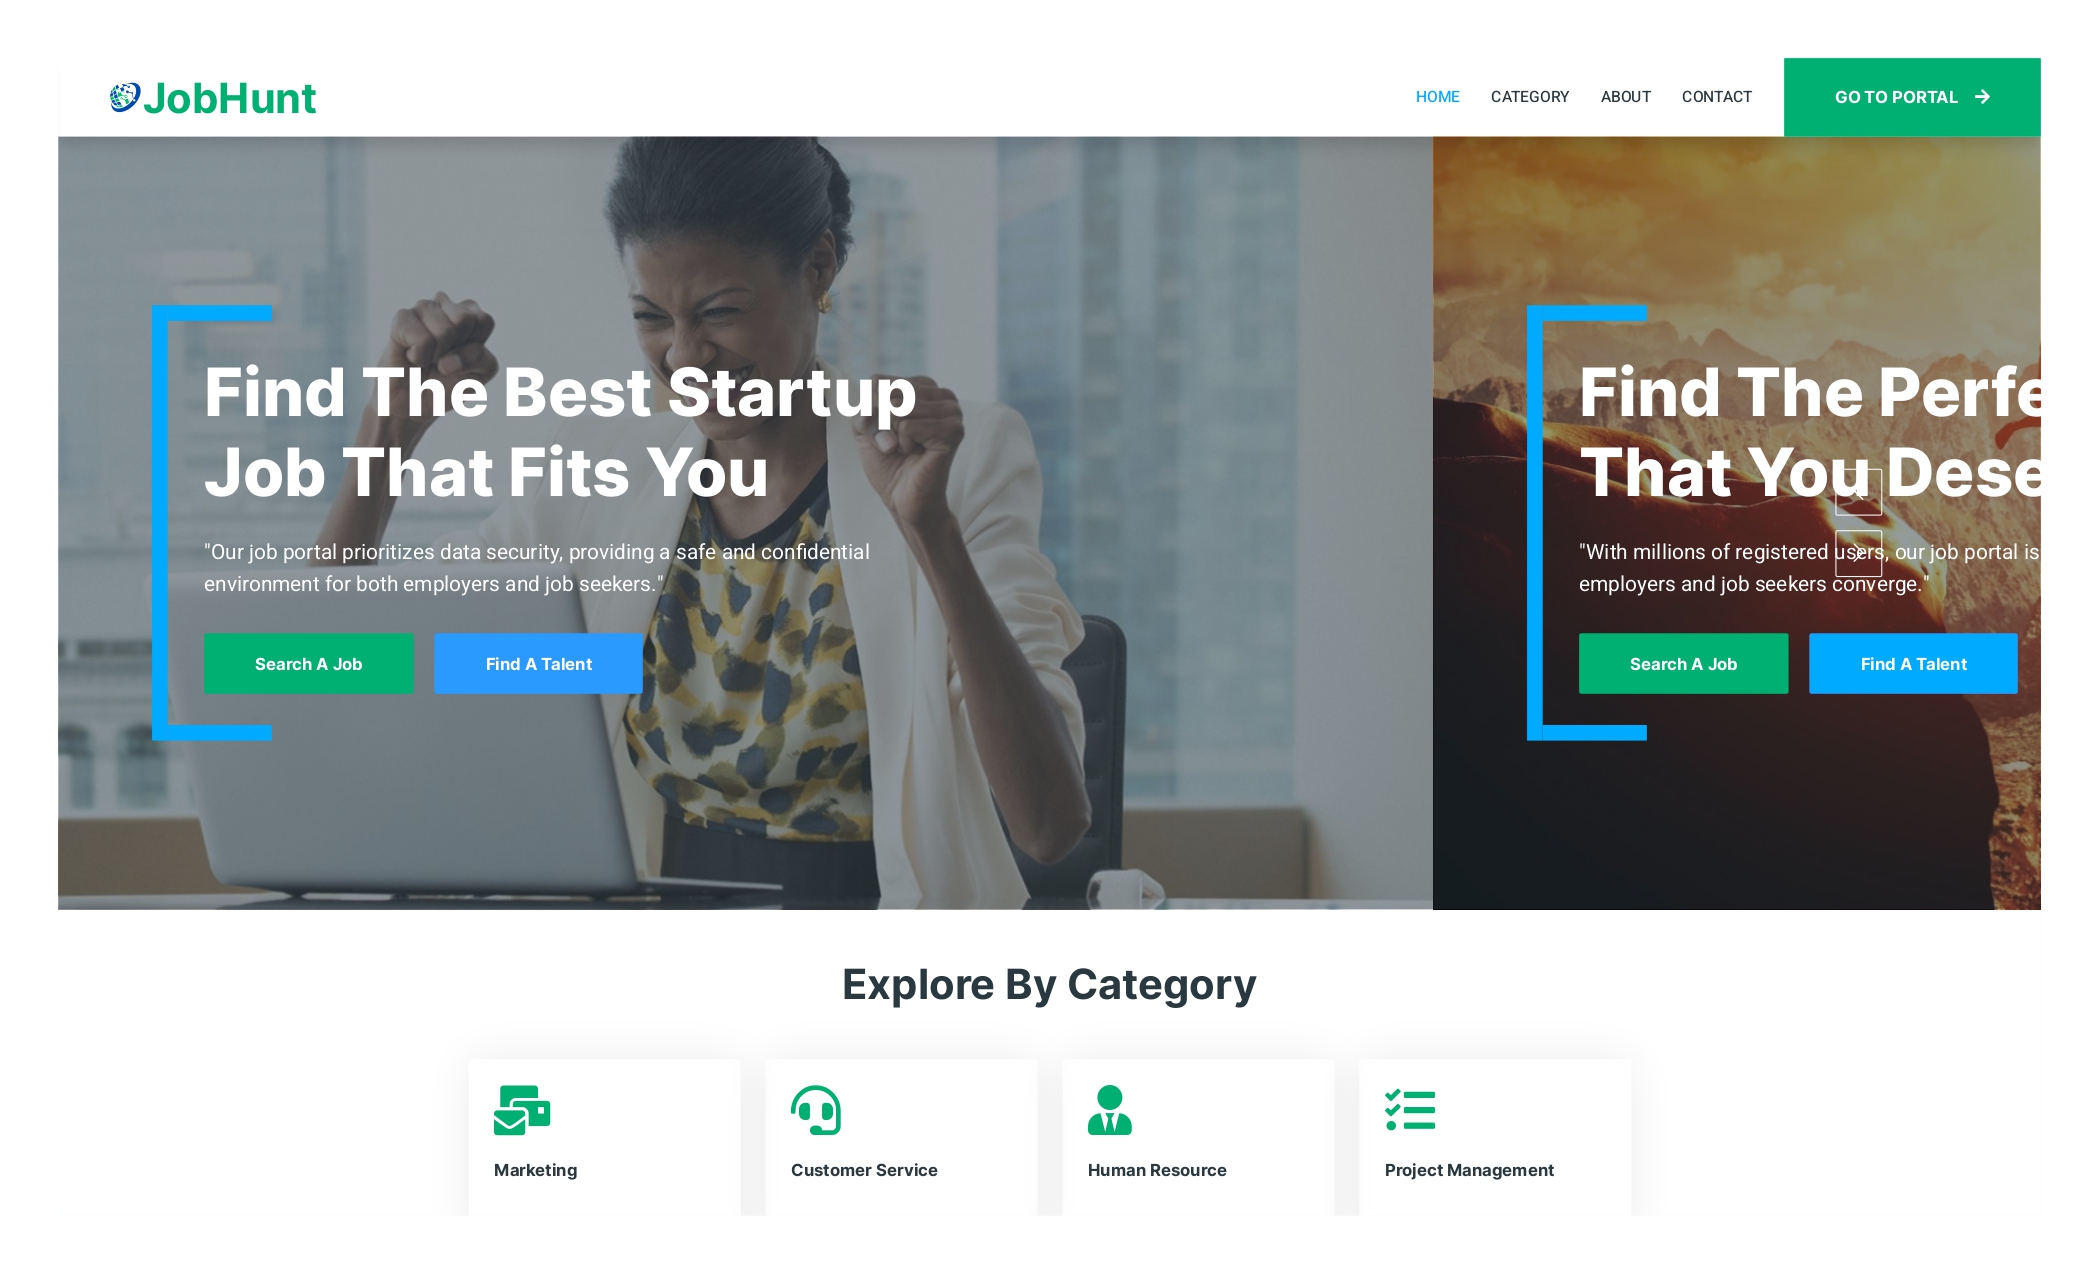 JobHunt
HOME
CATEGORY
ABOUT
CONTACT
GO TO PORTAL
Find The Best Startup
Job That Fits You
"Our job portal prioritizes data security, providing a safe and confidential
environment for both employers and job seekers."
Search A Job
Find A Talent
Find The Perfe
That You Dese
"With millions of registered users, our job portal is
employers and job seekers converge."
Search A Job
Find A Talent
Explore By Category
Marketing
Customer Service
Human Resource
Project Management